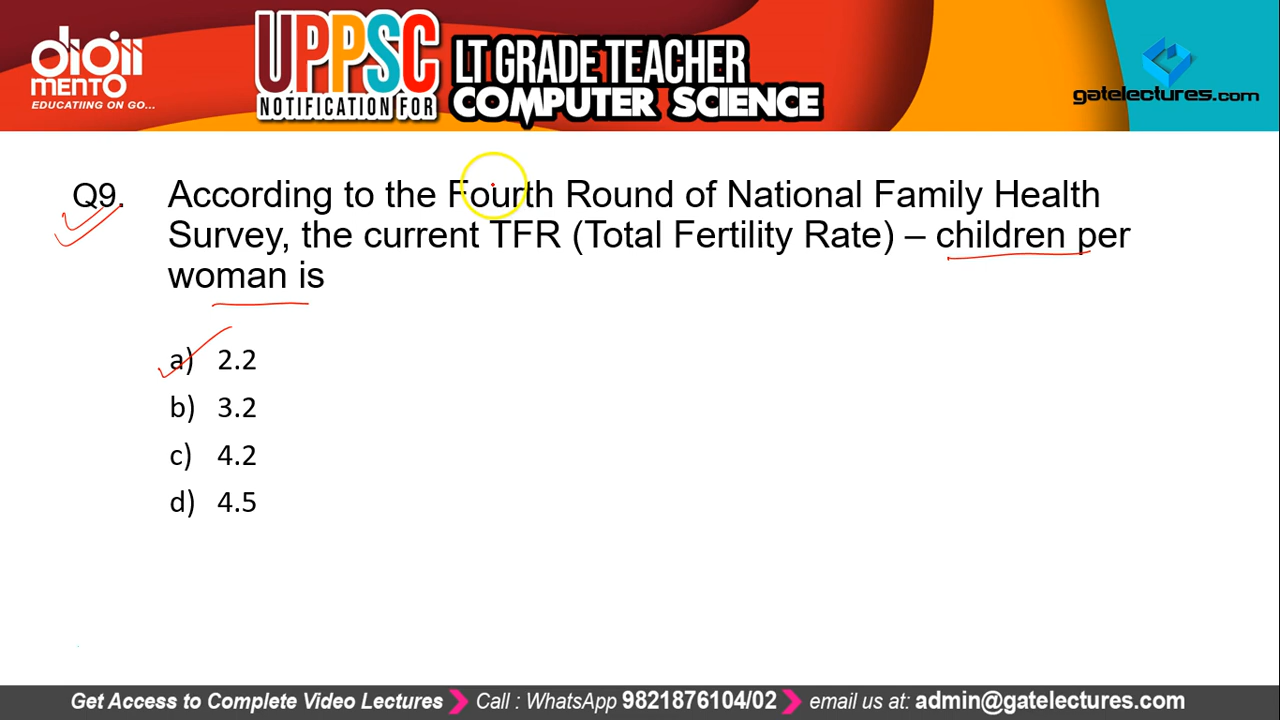 digii
MENTO
EDUCATIING ON GO...
UPPSC
NOTIFICATION FOR
LT GRADE TEACHER
COMPUTER SCIENCE
gatelectures.com
Q9. According to the Fourth Round of National Family Health
Survey, the current TFR (Total Fertility Rate) – children per
woman is
a) 2.2
b) 3.2
c) 4.2
d) 4.5
Get Access to Complete Video Lectures Call : WhatsApp 9821876104/02 email us at: admin@gatelectures.com